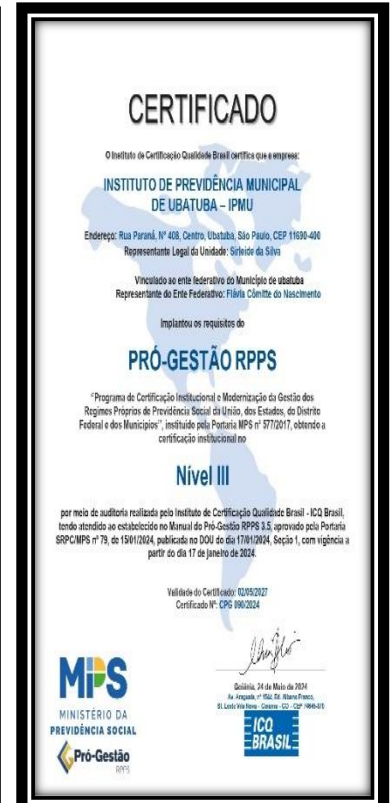 CERTIFICADO
O Instituto de Certificação Qualidade Brasil certifica que a empresa:
INSTITUTO DE PREVIDÊNCIA MUNICIPAL
DE UBATUBA – IPMU
Endereço: Rua Paraná, Nº 408, Centro, Ubatuba, São Paulo, CEP 11690-400
Representante Legal da Unidade: Sirleide da Silva
Vinculado ao ente federativo do Município de ubatuba
Representante do Ente Federativo: Flávia Cômitte do Nascimento
Implantou os requisitos do
PRÓ-GESTÃO RPPS
“Programa de Certificação Institucional e Modernização da Gestão dos
Regimes Próprios de Previdência Social da União, dos Estados, do Distrito
Federal e dos Municípios”, instituído pela Portaria MPS nº 577/2017, obtendo a
certificação institucional no
Nível III
por meio de auditoria realizada pelo Instituto de Certificação Qualidade Brasil - ICQ Brasil,
tendo atendido ao estabelecido no Manual do Pró-Gestão RPPS 3.5, aprovado pela Portaria
SRPC/MPS nº 79, de 15/01/2024, publicada no DOU do dia 17/01/2024, Seção 1, com vigência a
partir do dia 17 de janeiro de 2024.
Validade do Certificado: 02/05/2027
Certificado Nº: CPG 090/2024
Goiânia, 24 de Maio de 2024
MPS
MINISTÉRIO DA
PREVIDÊNCIA SOCIAL
Pró-Gestão
RPPS
ICQ
BRASIL